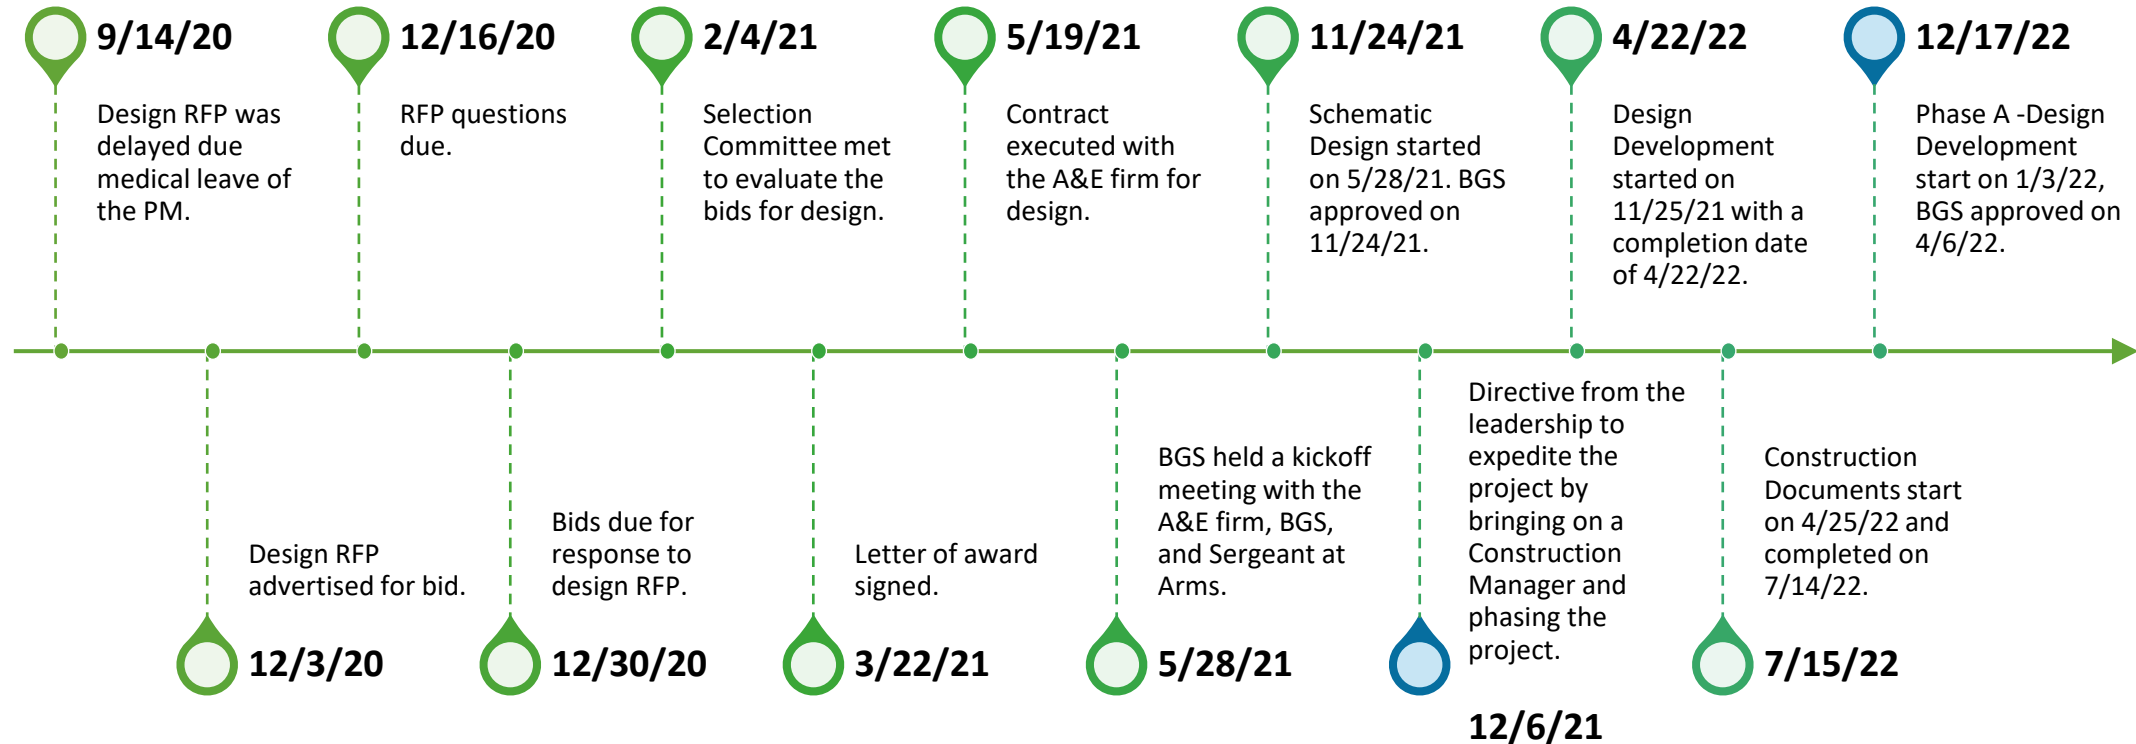 9/14/20
Design RFP was
delayed due
medical leave of
the PM.
12/3/20
Design RFP
advertised for bid.
12/16/20
RFP questions
due.
12/30/20
Bids due for
response to
design RFP.
2/4/21
Selection
Committee met
to evaluate the
bids for design.
3/22/21
Letter of award
signed.
5/19/21
Contract
executed with
the A&E firm for
design.
5/28/21
BGS held a kickoff
meeting with the
A&E firm, BGS,
and Sergeant at
Arms.
11/24/21
Schematic
Design started
on 5/28/21. BGS
approved on
11/24/21.
12/6/21
Directive from the
leadership to
expedite the
project by
bringing on a
Construction
Manager and
phasing the
project.
4/22/22
Design
Development
started on
11/25/21 with a
completion date
of 4/22/22.
7/15/22
Construction
Documents start
on 4/25/22 and
completed on
7/14/22.
12/17/22
Phase A -Design
Development
start on 1/3/22,
BGS approved on
4/6/22.